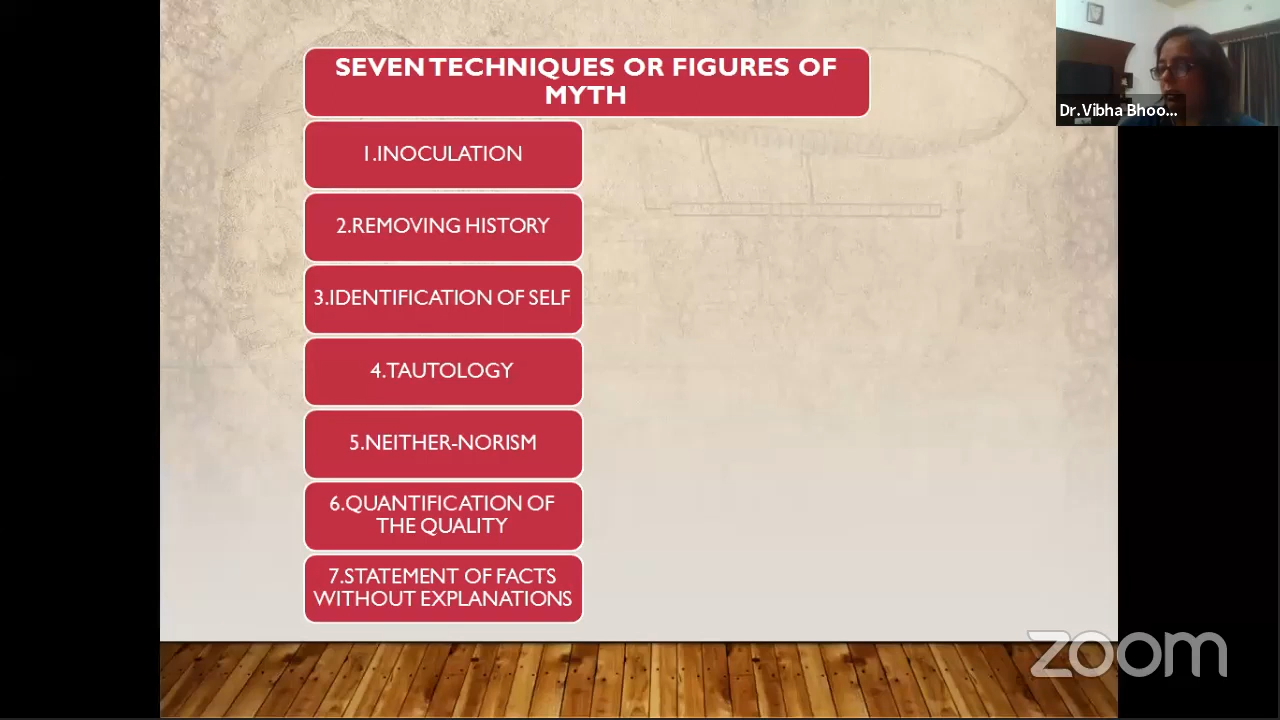 SEVEN TECHNIQUES OR FIGURES OF
MYTH
1.INOCULATION
2.REMOVING HISTORY
3.IDENTIFICATION OF SELF
4.TAUTOLOGY
5.NEITHER-NORISM
6.QUANTIFICATION OF
THE QUALITY
7.STATEMENT OF FACTS
WITHOUT EXPLANATIONS
Dr.Vibha Bhoo...
zoom